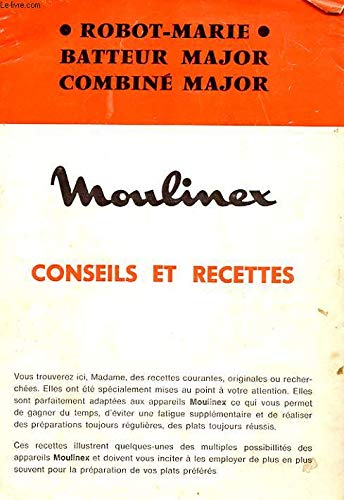 Le-livre.com
• ROBOT-MARIE •
BATTEUR MAJOR
COMBINÉ MAJOR
Moulinex
CONSEILS ET RECETTES
Vous trouverez ici, Madame, des recettes courantes, originales ou recher-
chées. Elles ont été spécialement mises au point à votre attention. Elles
sont parfaitement adaptées aux appareils Moulinex ce qui vous permet
de gagner du temps, d'éviter une fatigue supplémentaire et de réaliser
des préparations toujours régulières, des plats toujours réussis.
Ces recettes illustrent quelques-unes des multiples possibillités des
appareils Moulinex et doivent vous inciter à les employer de plus en plus
souvent pour la préparation de vos plats préférés.